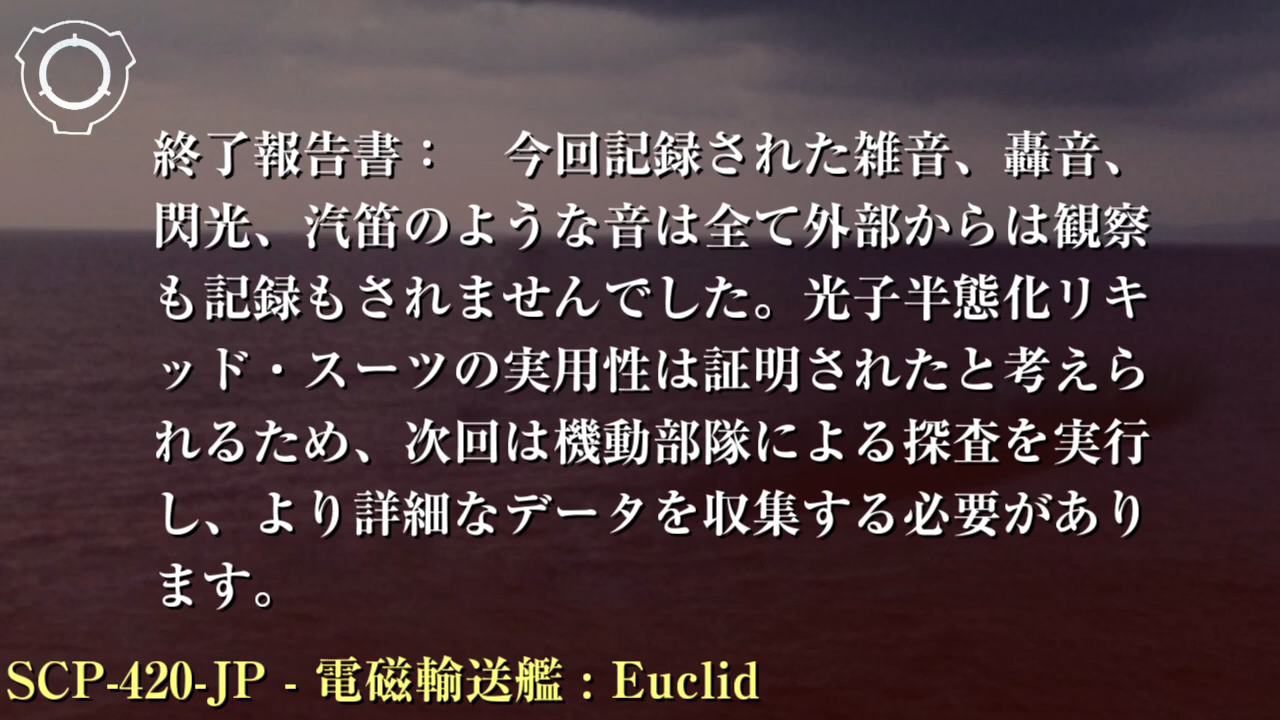 終了報告書：　今回記録された雑音、轟音、
閃光、汽笛のような音は全て外部からは観察
も記録もされませんでした。光子半態化リキ
ッド・スーツの実用性は証明されたと考えら
れるため、次回は機動部隊による探査を実行
し、より詳細なデータを収集する必要があり
ます。
SCP-420-JP - 電磁輸送艦：Euclid